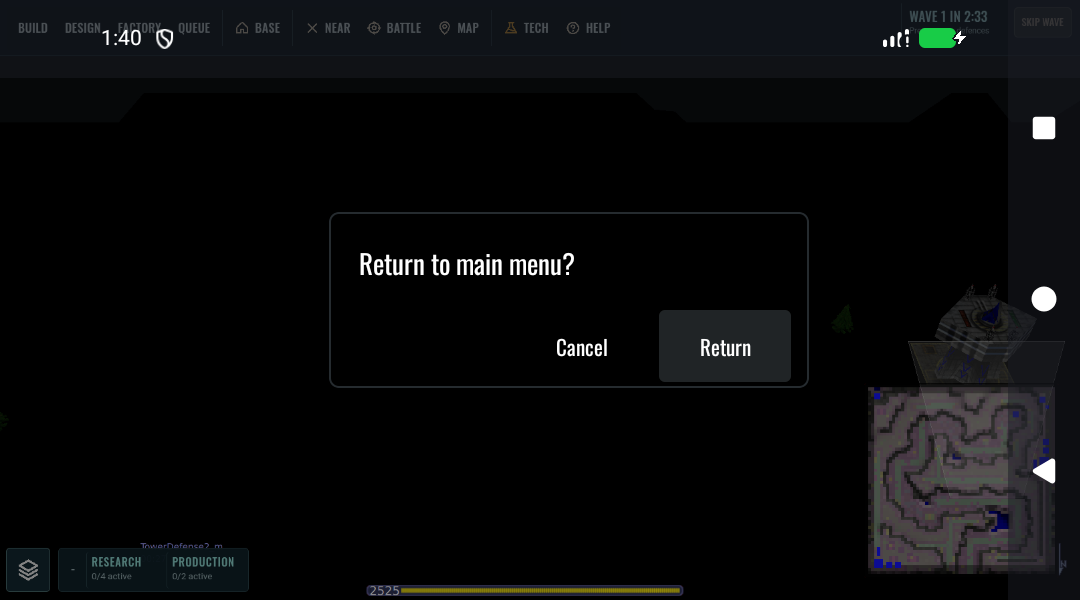 BUILD DESIGN FACTORY QUEUE BASE NEAR BATTLE MAP TECH HELP
WAVE 1 IN 2:33
SKIP WAVE
1:40
Return to main menu?
Cancel Return
TowerDefense2_m
- RESEARCH PRODUCTION
0/4 active 0/2 active
2525